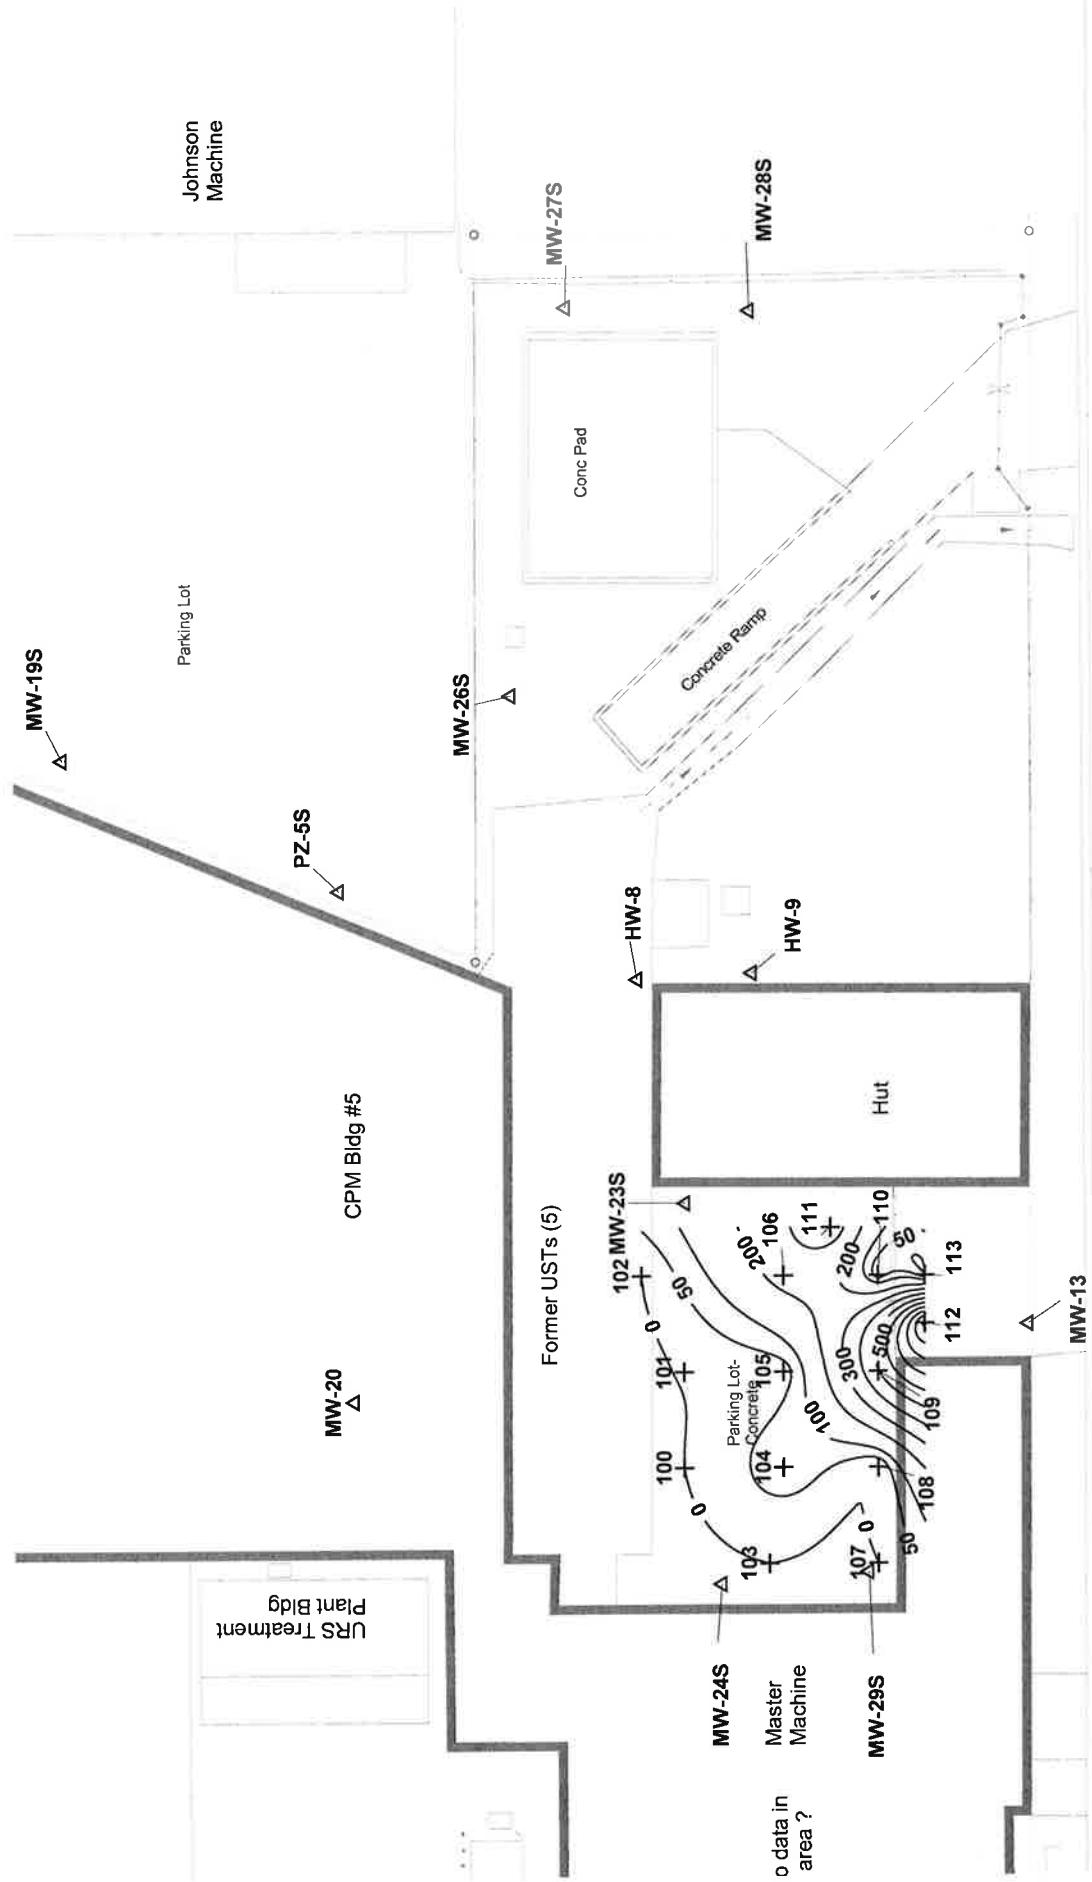 Johnson
Machine
MW-27S
MW-28S
Parking Lot
Conc Pad
MW-19S
MW-26S
Concrete Ramp
PZ-5S
HW-8
HW-9
CPM Bldg #5
Hut
Former USTs (5)
MW-20
102
MW-23S
106
111
110
113
112
MW-13
101
105
109
100
104
108
103
107
Parking Lot-
Concrete
0
0
0
50
50
50
100
200
200
300
500
URS Treatment
Plant Bldg
MW-24S
Master
Machine
MW-29S
data in
area ?